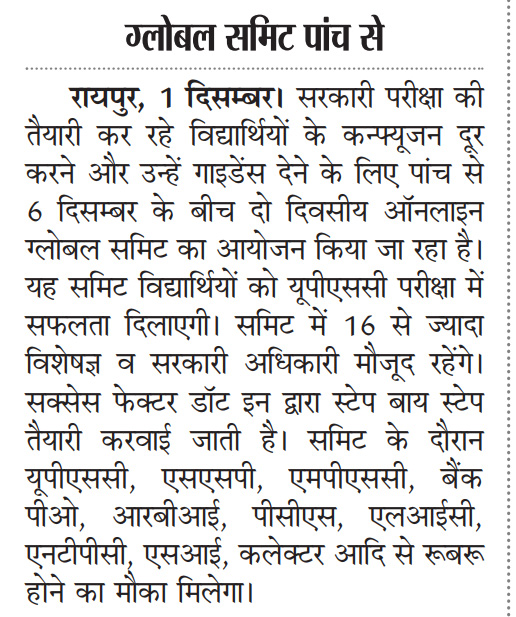 ग्लोबल समिट पांच से
रायपुर, 1 दिसम्बर। सरकारी परीक्षा की
तैयारी कर रहे विद्यार्थियों के कन्फ्यूजन दूर
करने और उन्हें गाइडेंस देने के लिए पांच से
6 दिसम्बर के बीच दो दिवसीय ऑनलाइन
ग्लोबल समिट का आयोजन किया जा रहा है।
यह समिट विद्यार्थियों को यूपीएससी परीक्षा में
सफलता दिलाएगी। समिट में 16 से ज्यादा
विशेषज्ञ व सरकारी अधिकारी मौजूद रहेंगे।
सक्सेस फेक्टर डॉट इन द्वारा स्टेप बाय स्टेप
तैयारी करवाई जाती है। समिट के दौरान
यूपीएससी, एसएसपी, एमपीएससी, बैंक
पीओ, आरबीआई, पीसीएस, एलआईसी,
एनटीपीसी, एसआई, कलेक्टर आदि से रूबरू
होने का मौका मिलेगा।